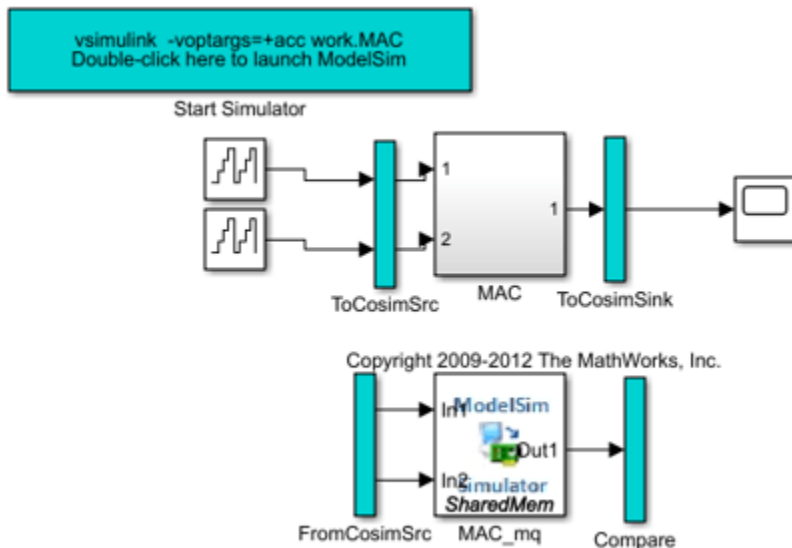 vsimulink -voptargs=+acc work.MAC
Double-click here to launch ModelSim
Start Simulator
1
1
2
ToCosimSrc
MAC
ToCosimSink
Copyright 2009-2012 The MathWorks, Inc.
In1
ModelSim
Out1
In2
Simulator
SharedMem
FromCosimSrc
MAC_mq
Compare